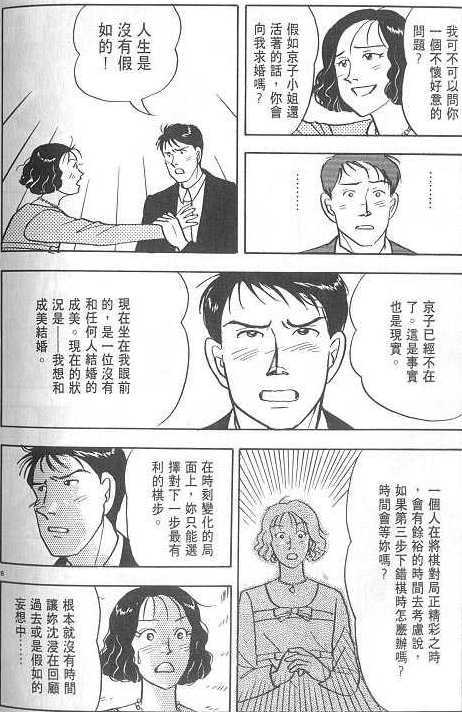 我可不可以問你
一個不懷好意的
問題？
假如京子小姐還
活著的話，你會
向我求婚嗎？
…………
…………
人生是
沒有假
如的！
京子已經不在
了。這是事實
也是現實。
現在坐在我眼前
的，是一位沒有
和任何人結婚的
成美。現在的狀
況是——我想和
成美結婚。
一個人在將棋對局正精彩之時
，會有餘裕的時間去考慮說，
如果第三步下錯棋時怎麼辦嗎？
時間會等妳嗎？
在時刻變化的局
面上，妳只能選
擇對下一步最有
利的棋步。
根本就沒有時間
讓妳沈浸在回顧
過去或是假如的
妄想中……